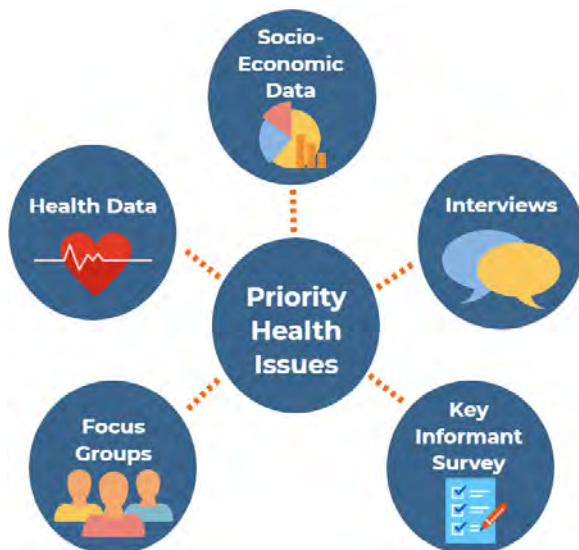 Socio-
Economic
Data
Health Data
Interviews
Priority
Health
Issues
Focus
Groups
Key
Informant
Survey